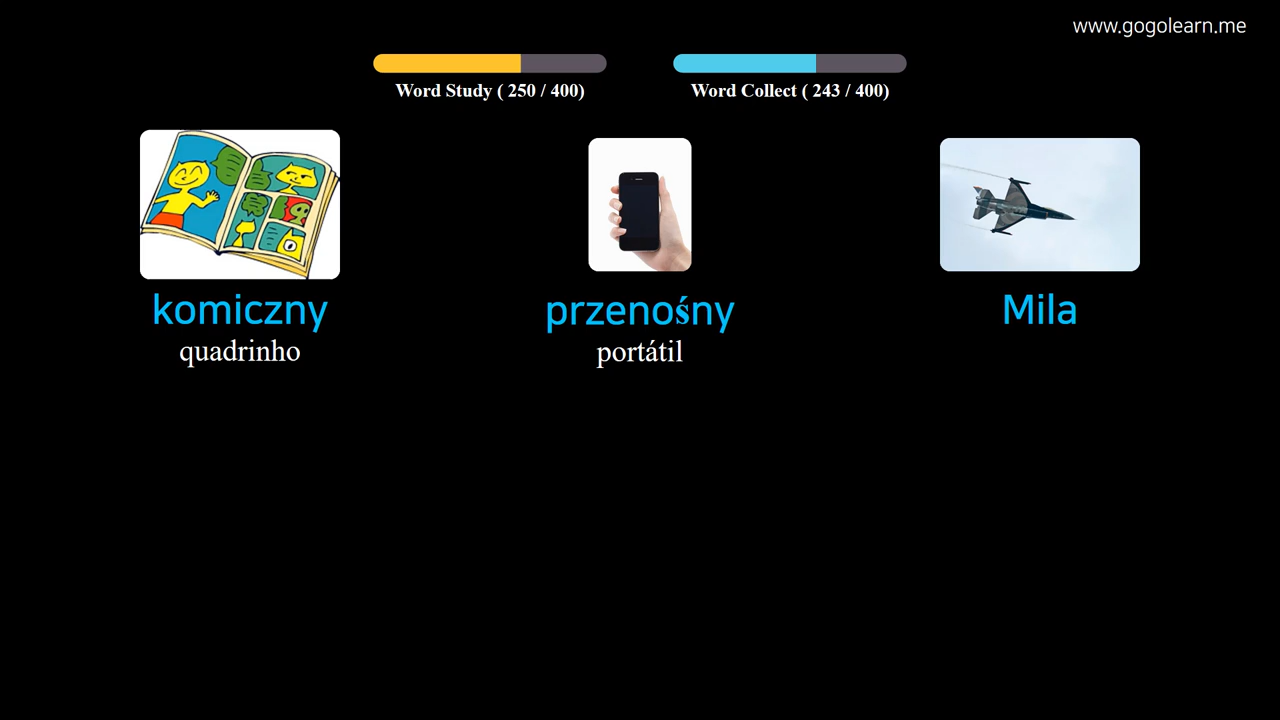 www.gogolearn.me
Word Study ( 250 / 400)
Word Collect ( 243 / 400)
komiczny
przenośny
Mila
quadrinho
portátil